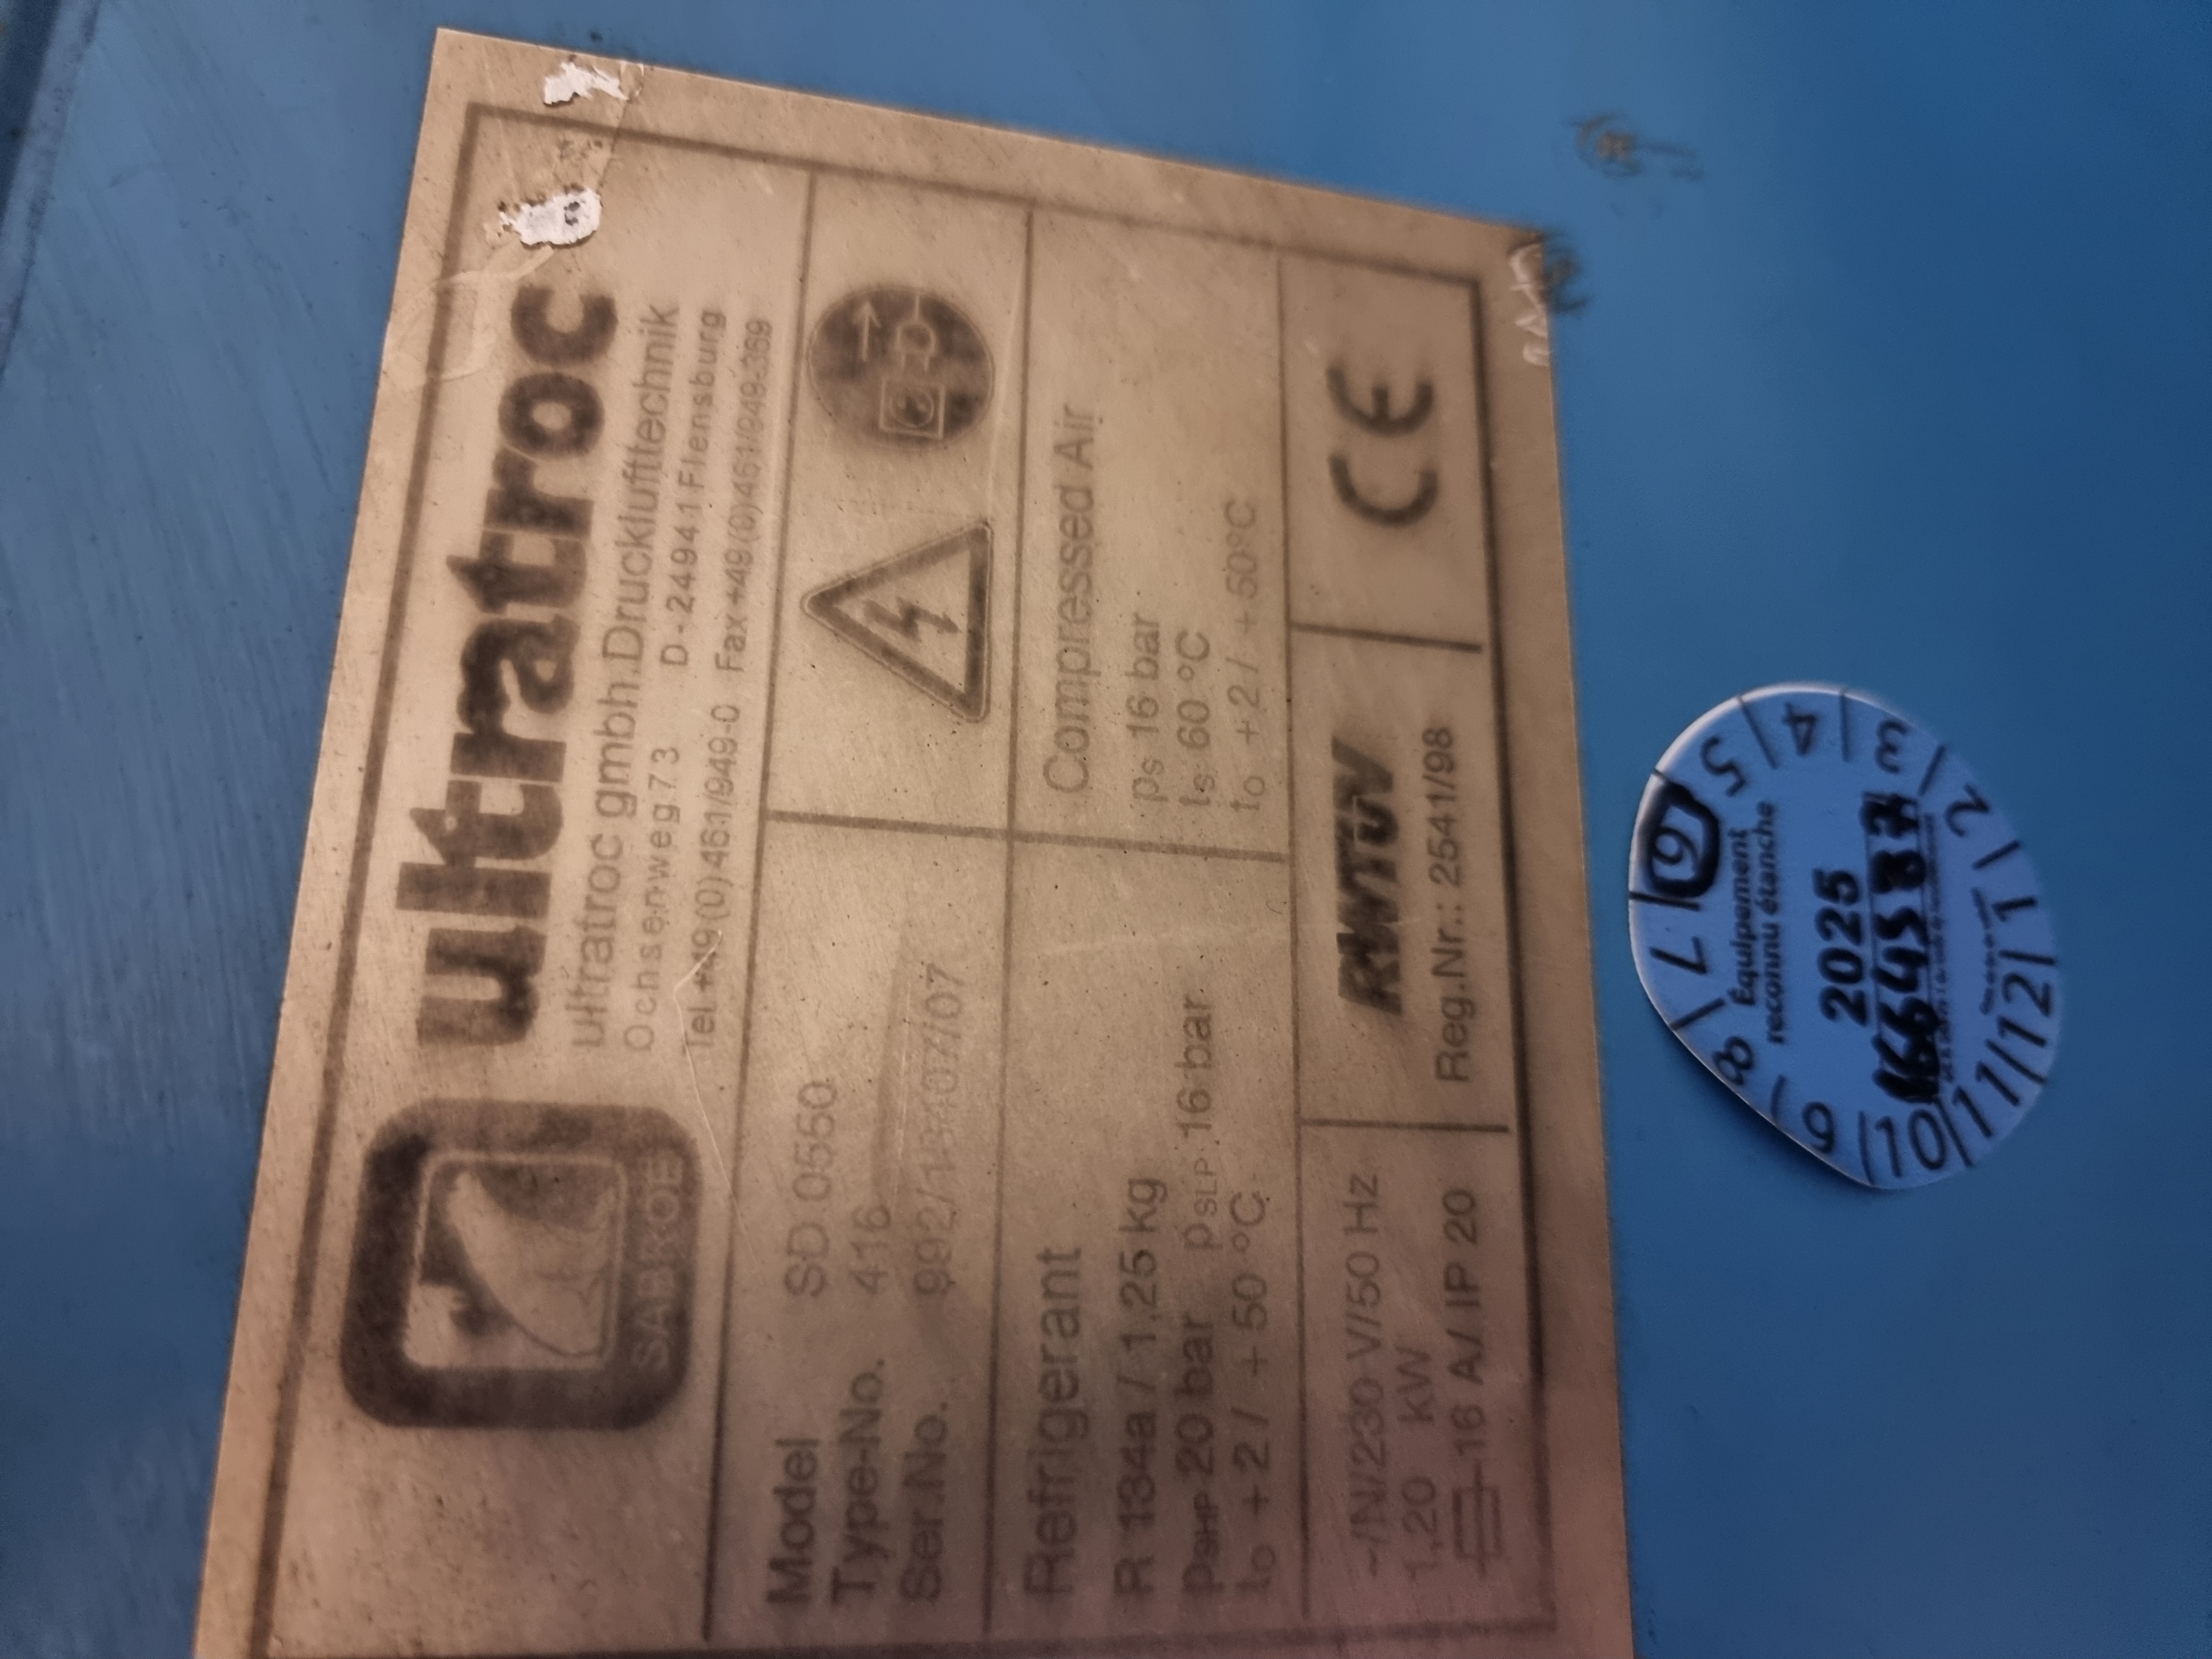 SABROE
ultratroc
ultratroc gmbh.Drucklufttechnik
Ochsenweg 73 D-24941 Flensburg
Tel +49(0)461/949-0 Fax +49(0)461/949-369
Model SD 0550
Type-No. 416
Ser.No.
Refrigerant
R 134a / 1,25 kg
pSHP 20 bar pSLP 16 bar
to +2 / +50 °C
Compressed Air
ps 16 bar
ts 60 °C
to +2 / +50°C
~/N/230 V/50 Hz
1,20 kW
16 A/ IP 20
RWTÜV
Reg.Nr.: 2541/98
CE
1 2 3 4 5 6 7 8 9 10 11 12
Équipement
reconnu étanche
2025